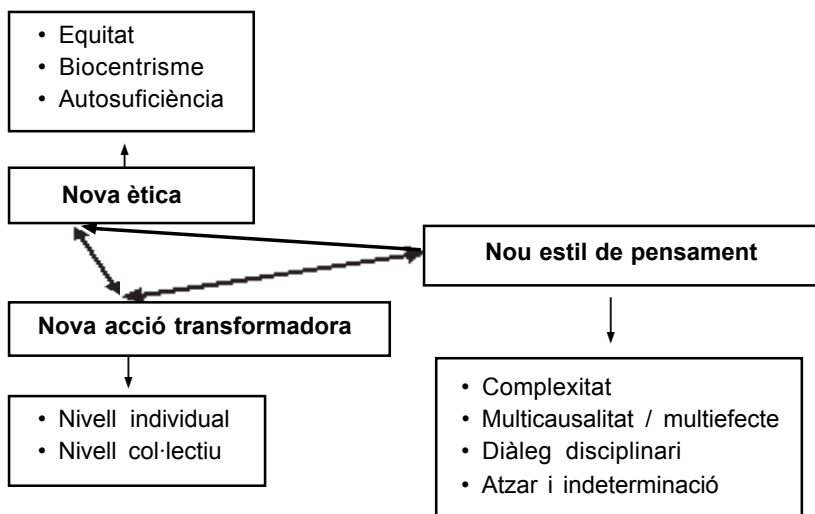 • Equitat
• Biocentrisme
• Autosuficiència
Nova ètica
Nou estil de pensament
Nova acció transformadora
• Nivell individual
• Nivell col·lectiu
• Complexitat
• Multicausalitat / multiefecte
• Diàleg disciplinari
• Atzar i indeterminació